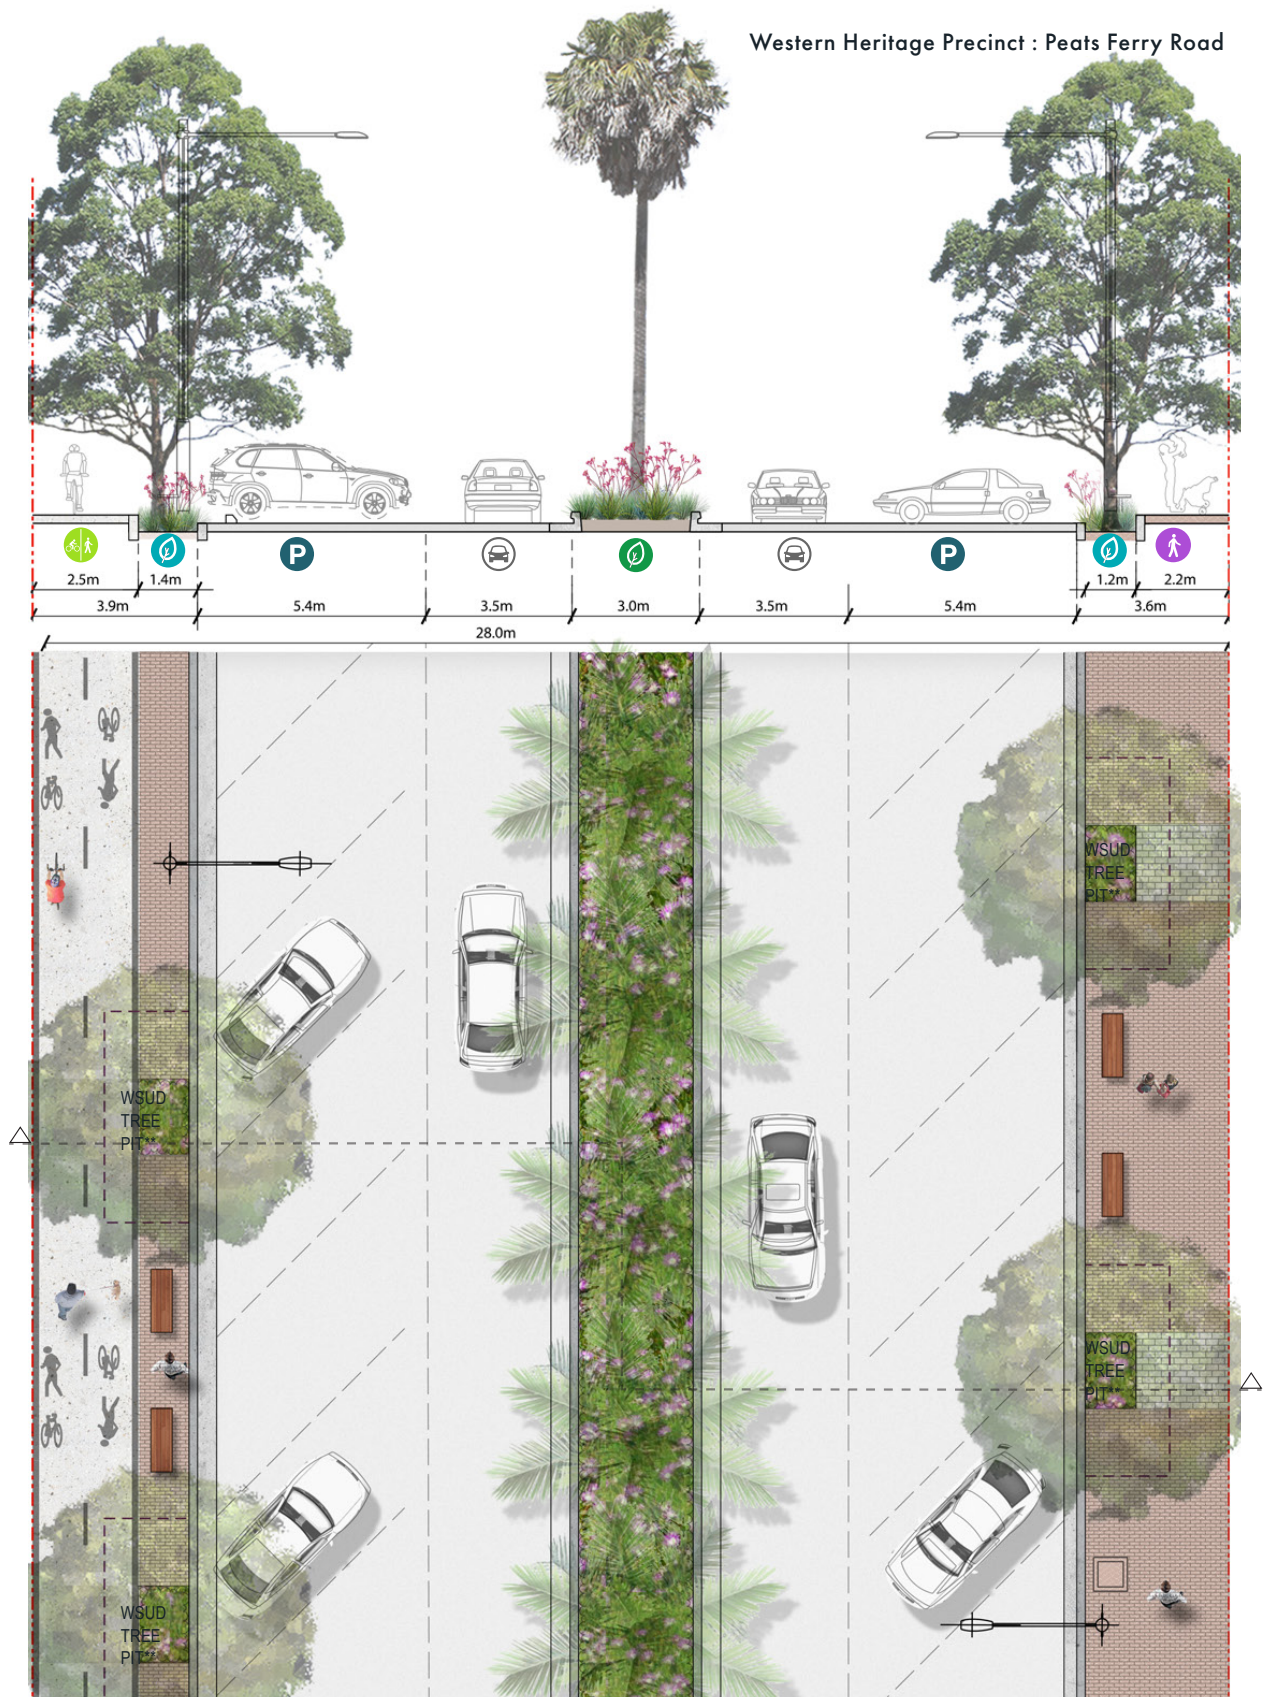 Western Heritage Precinct : Peats Ferry Road
P
P
2.5m 1.4m 1.2m 2.2m
3.9m 5.4m 3.5m 3.0m 3.5m 5.4m 3.6m
28.0m
WSUD
TREE
PIT**
WSUD
TREE
PIT**
WSUD
TREE
PIT**
WSUD
TREE
PIT**